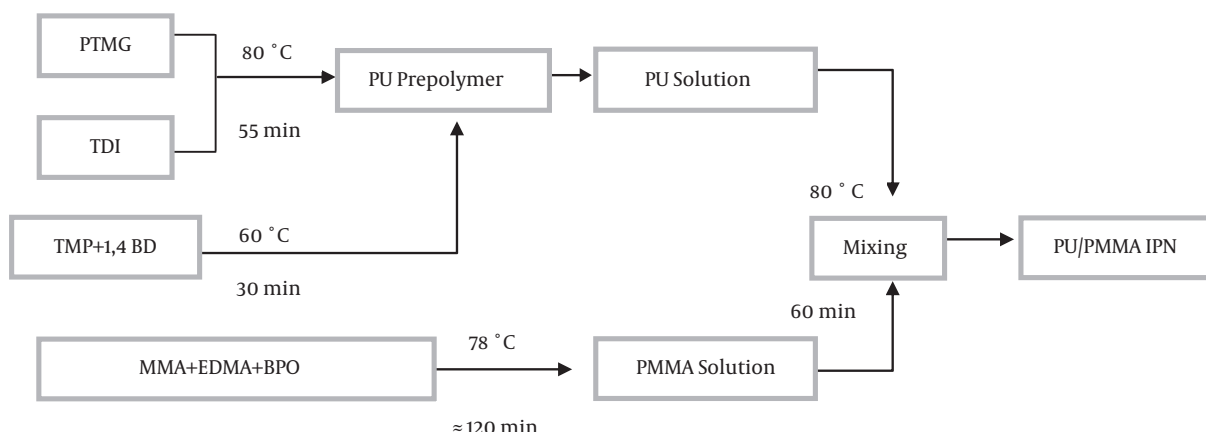 PTMG
80 °C
PU Prepolymer
PU Solution
TDI
55 min
80 ° C
TMP+1,4 BD
60 °C
Mixing
PU/PMMA IPN
30 min
60 min
MMA+EDMA+BPO
78 °C
PMMA Solution
≈120 min